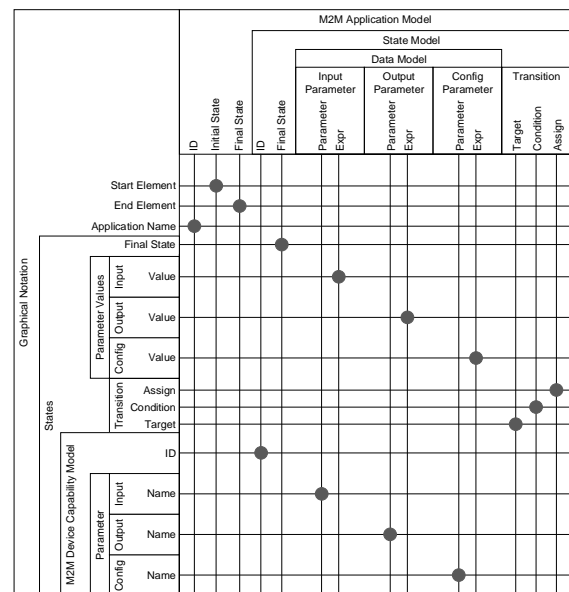 M2M Application Model
State Model
Data Model
Input Parameter
Output Parameter
Config Parameter
Transition
ID
Initial State
Final State
ID
Final State
Parameter
Expr
Parameter
Expr
Parameter
Expr
Target
Condition
Assign
Graphical Notation
Start Element
End Element
Application Name
States
Final State
Parameter Values
Input
Value
Output
Value
Config
Value
Transition
Assign
Condition
Target
M2M Device Capability Model
ID
Parameter
Input
Name
Output
Name
Config
Name